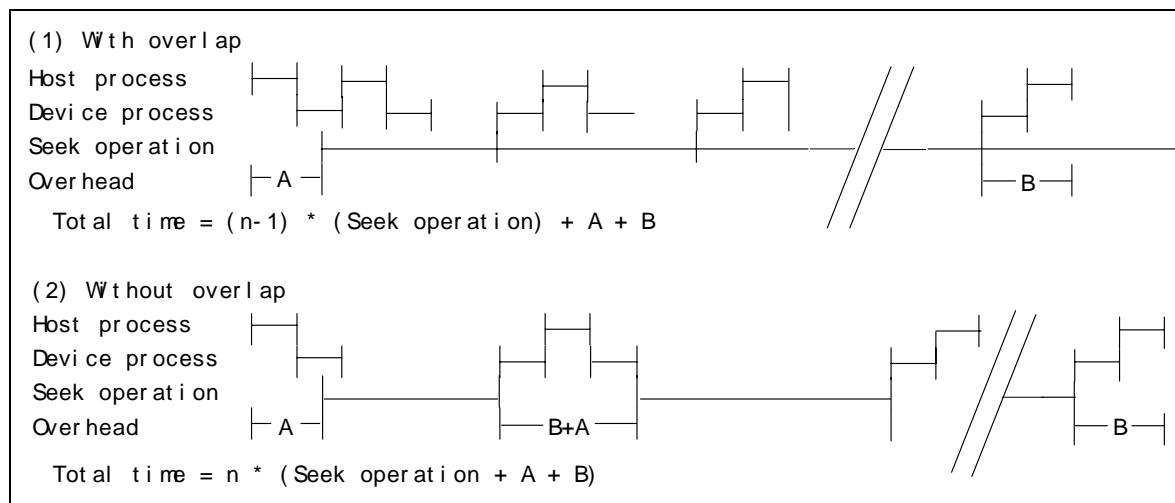 (1) With overlap
Host process
Device process
Seek operation
Overhead
A
B
Total time = (n-1) * (Seek operation) + A + B
(2) Without overlap
Host process
Device process
Seek operation
Overhead
A
B+A
B
Total time = n * (Seek operation + A + B)